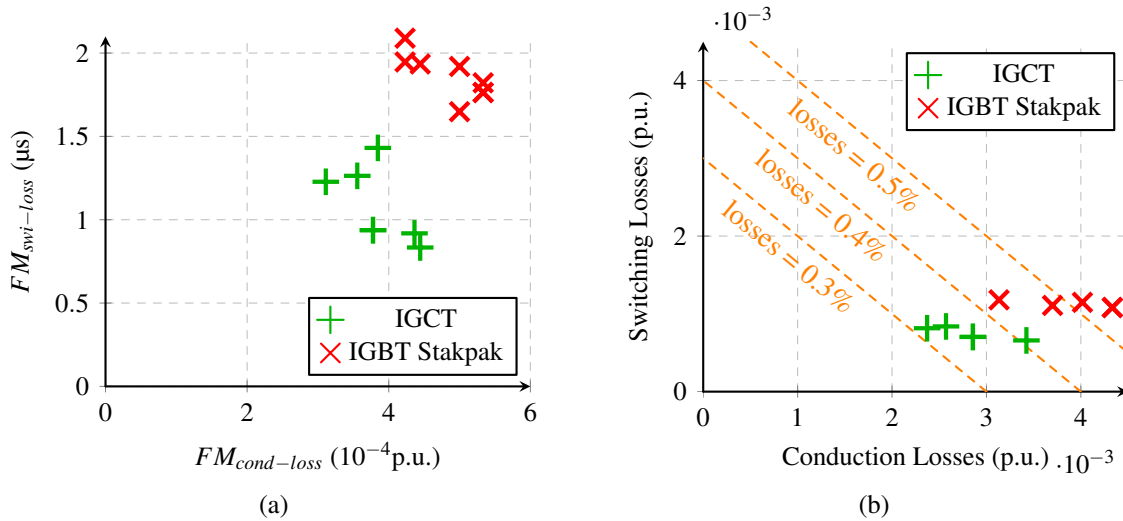 2
1.5
1
0.5
0
0
2
4
6
FM_swi−loss (μs)
FM_cond−loss (10⁻⁴p.u.)
IGCT
IGBT Stakpak
(a)
·10⁻³
4
2
0
0
1
2
3
4
Switching Losses (p.u.)
Conduction Losses (p.u.) ·10⁻³
losses = 0.5%
losses = 0.4%
losses = 0.3%
IGCT
IGBT Stakpak
(b)